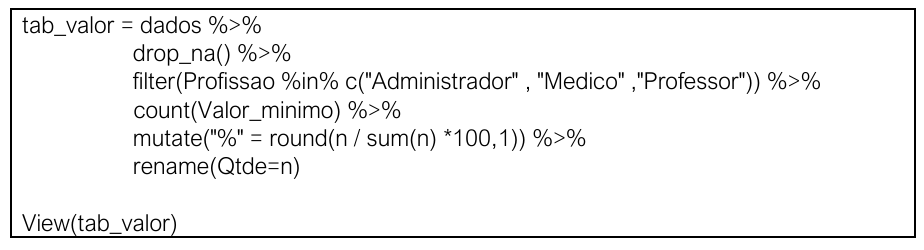 tab_valor = dados %>%
drop_na() %>%
filter(Profissao %in% c("Administrador" , "Medico" ,"Professor")) %>%
count(Valor_minimo) %>%
mutate("%" = round(n / sum(n) *100,1)) %>%
rename(Qtde=n)
View(tab_valor)